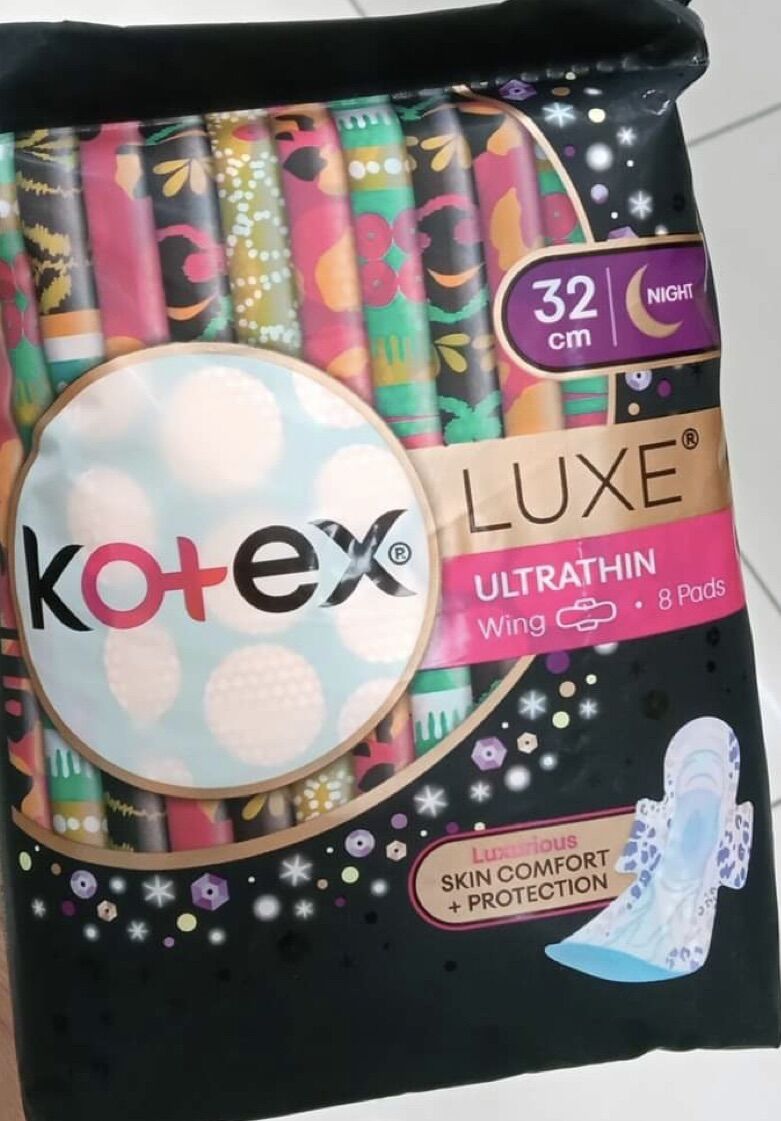 32
cm
NIGHT
LUXE®
kotex®
ULTRATHIN
Wing • 8 Pads
Luxurious
SKIN COMFORT
+ PROTECTION